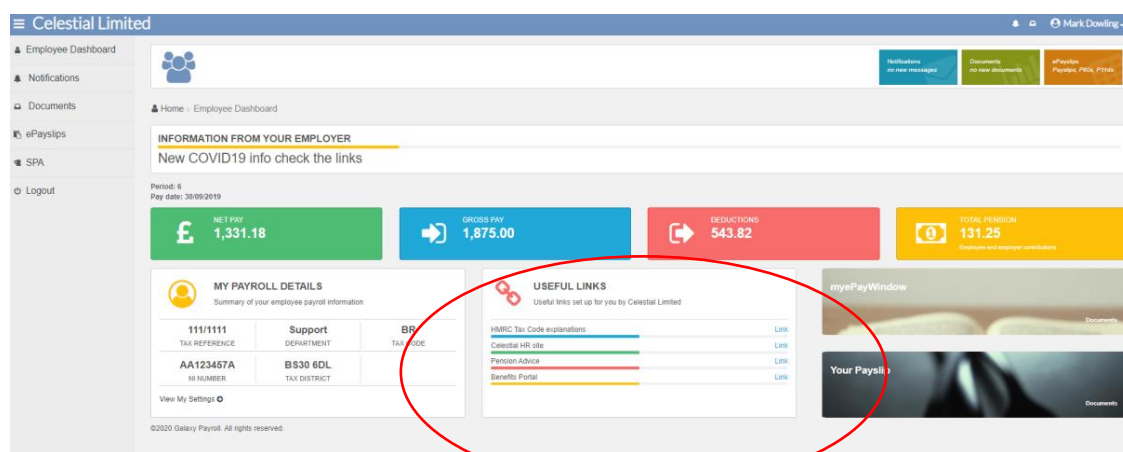 Celestial Limited
Mark Dowling
Employee Dashboard
Notifications
Documents
ePayslips
SPA
Logout
Notifications
no new messages
Documents
no new documents
ePayslips
Payslips, P60s, P11ds
Home > Employee Dashboard
INFORMATION FROM YOUR EMPLOYER
New COVID19 info check the links
Period: 6
Pay date: 30/09/2019
NET PAY
1,331.18
GROSS PAY
1,875.00
DEDUCTIONS
543.82
TOTAL PENSION
131.25
Employee and employer contributions
MY PAYROLL DETAILS
Summary of your employee payroll information
111/1111
TAX REFERENCE
Support
DEPARTMENT
BR
TAX CODE
AA123457A
NI NUMBER
BS30 6DL
TAX DISTRICT
View My Settings
USEFUL LINKS
Useful links set up for you by Celestial Limited
HMRC Tax Code explanations Link
Celestial HR site Link
Pension Advice Link
Benefits Portal Link
myePayWindow
Documents
Your Payslip
Documents
©2020 Galaxy Payroll. All rights reserved.